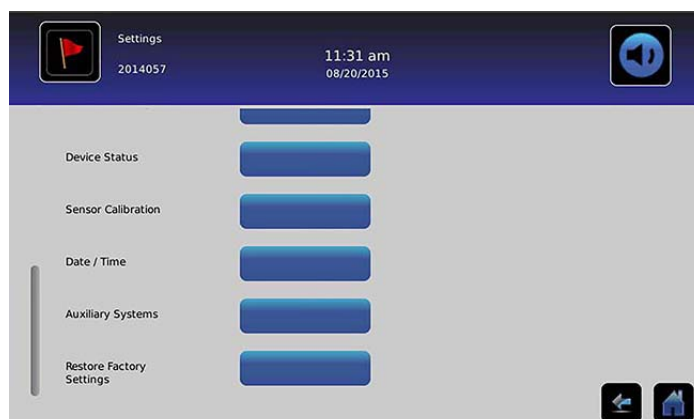 Settings
2014057
11:31 am
08/20/2015
Device Status
Sensor Calibration
Date / Time
Auxiliary Systems
Restore Factory
Settings